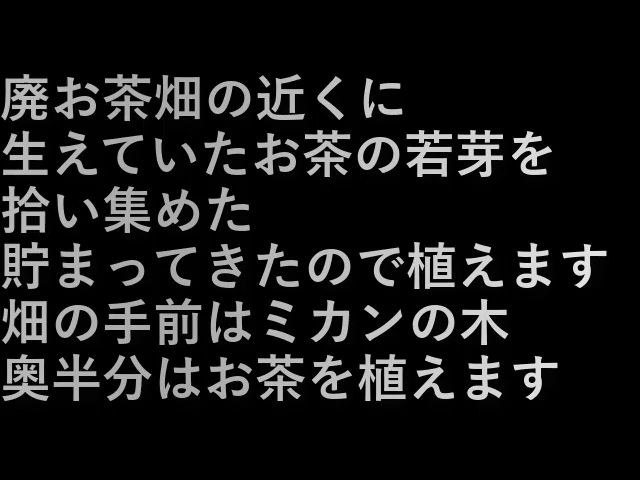 廃お茶畑の近くに
生えていたお茶の若芽を
拾い集めた
貯まってきたので植えます
畑の手前はミカンの木
奥半分はお茶を植えます